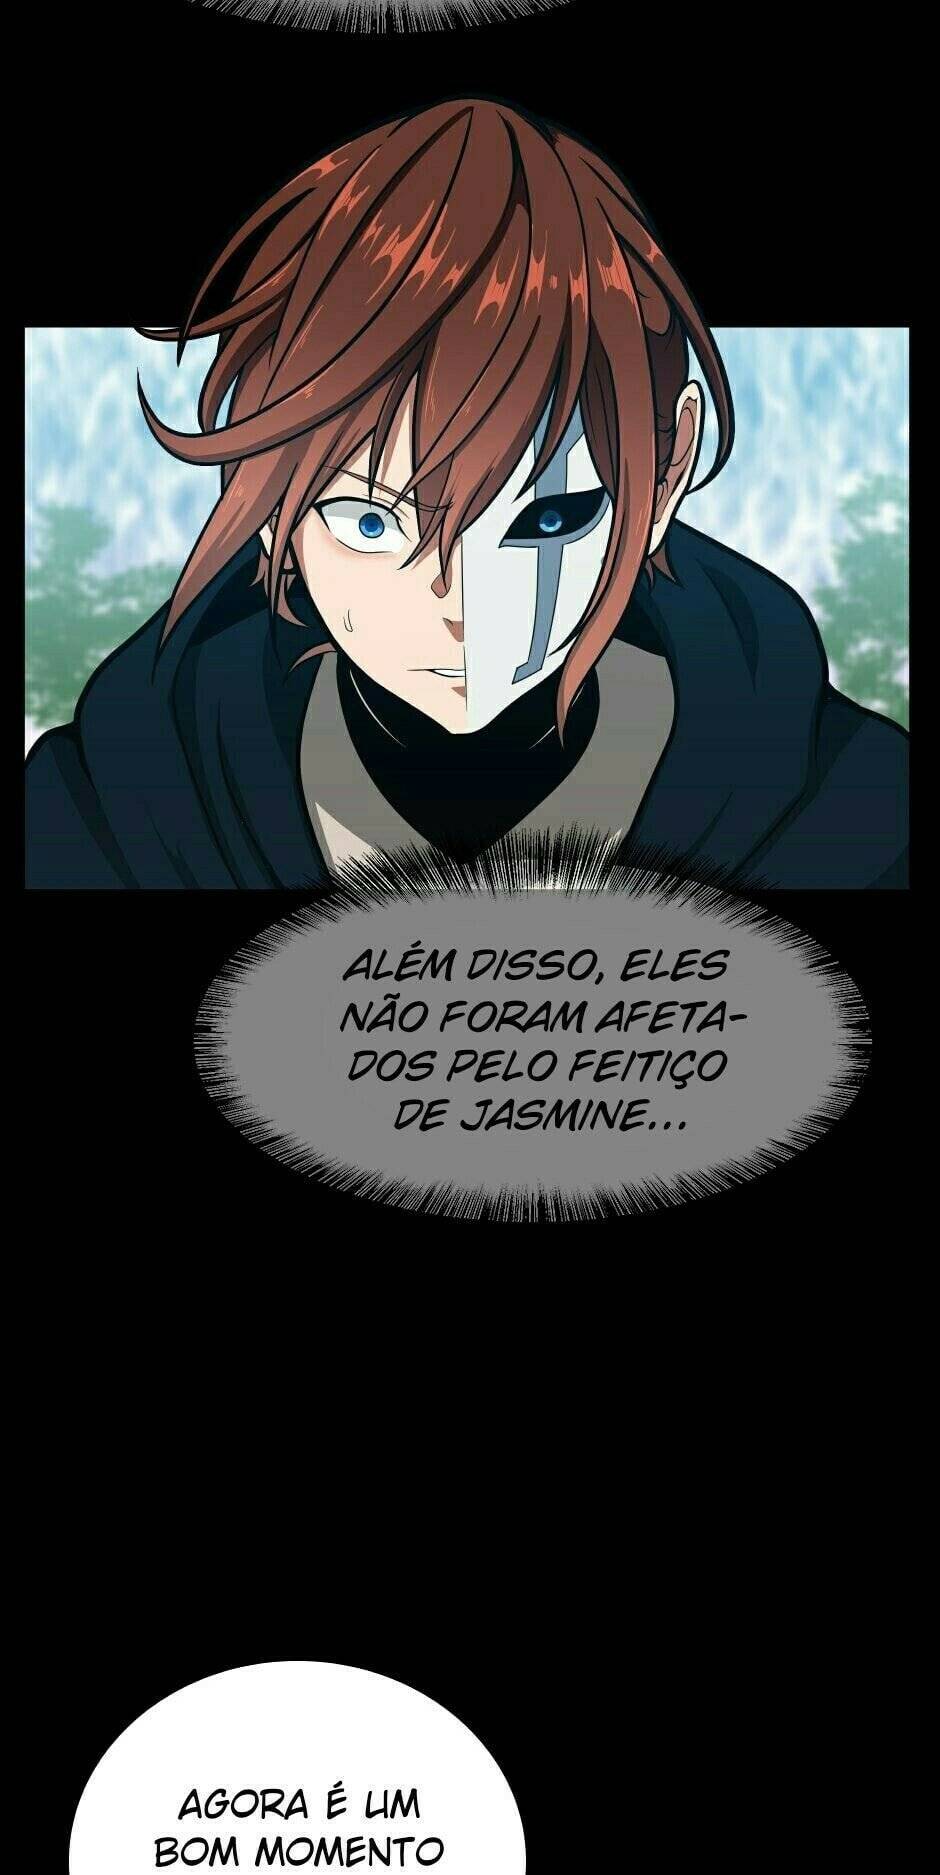 ALÉM DISSO, ELES
NÃO FORAM AFETA-
DOS PELO FEITIÇO
DE JASMINE...
AGORA É UM
BOM MOMENTO